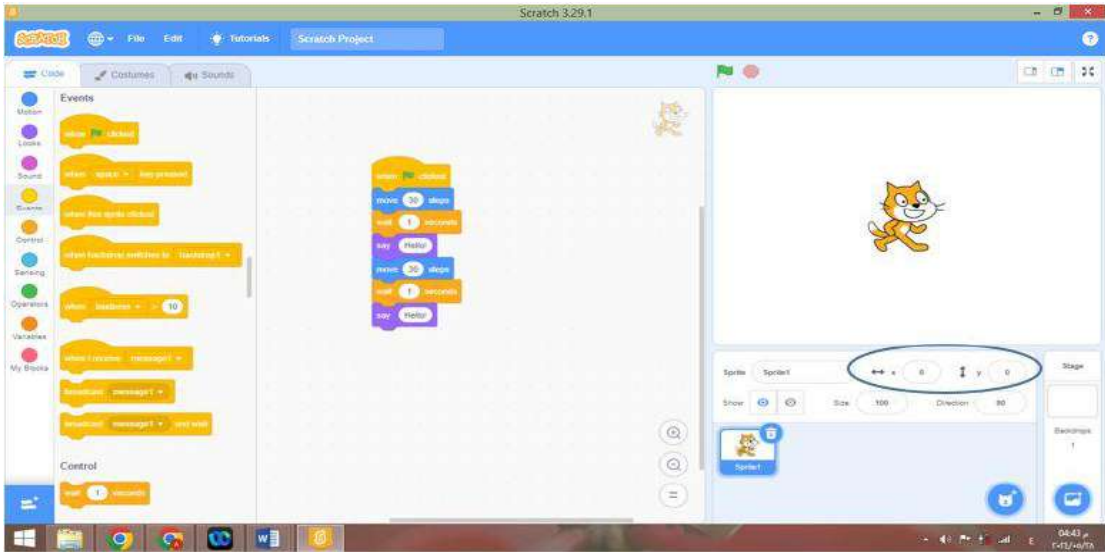 Scratch 3.29.1
SCRATCH File Edit Tutorials Scratch Project
Code Costumes Sounds
Motion
Looks
Sound
Events
Control
Sensing
Operators
Variables
My Blocks
Events
when clicked
when space key pressed
when this sprite clicked
when backdrop switches to backdrop1
when loudness > 10
when I receive message1
broadcast message1
broadcast message1 and wait
Control
wait 1 seconds
when clicked
move 30 steps
wait 1 seconds
say Hello!
move 30 steps
wait 1 seconds
say Hello!
Sprite Sprite1 x 0 y 0
Show Size 100 Direction 90
Sprite1
Stage
Backdrops
1
04:43 م